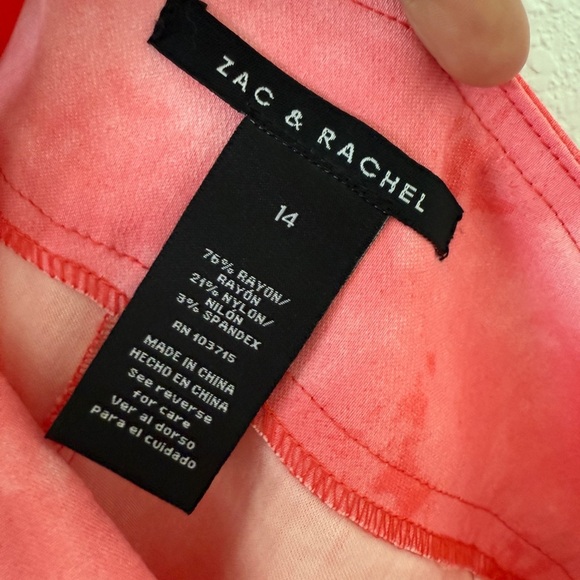 ZAC & RACHEL
14
76% RAYON/
RAYÓN
21% NYLON/
NILÓN
3% SPANDEX
RN 103715
MADE IN CHINA
HECHO EN CHINA
See reverse
for care
Ver al dorso
para el cuidado